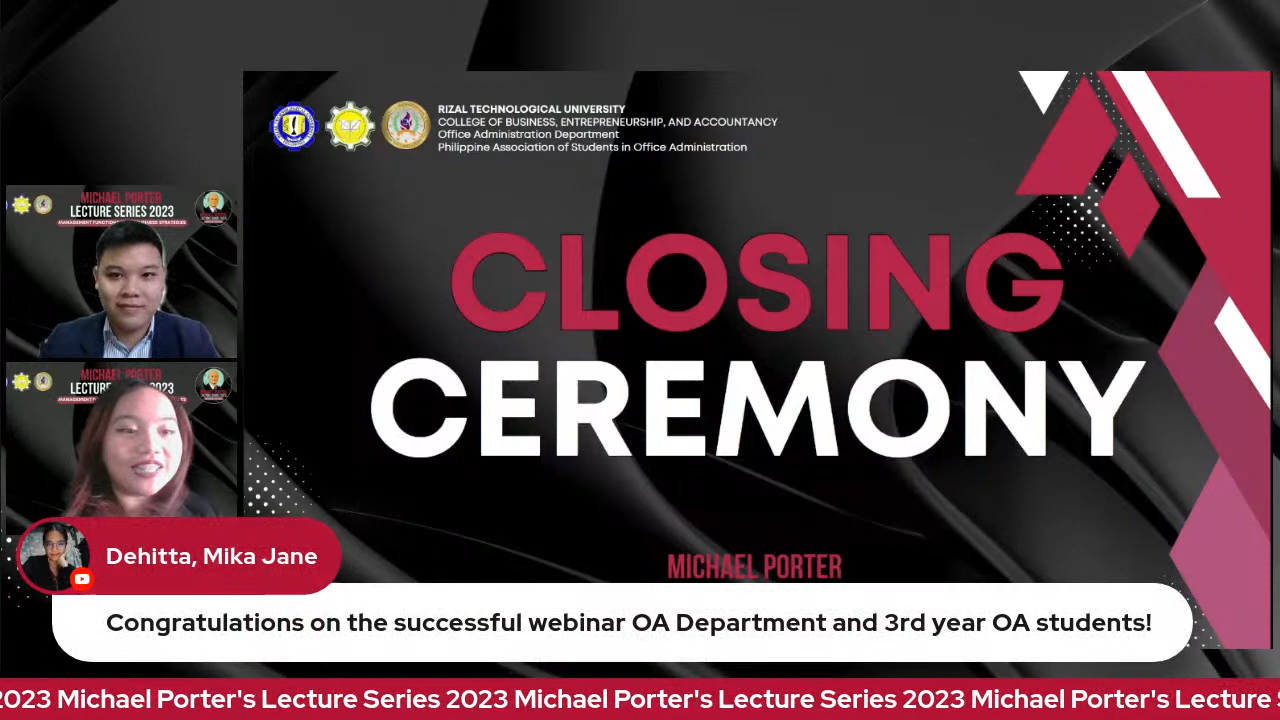 RIZAL TECHNOLOGICAL UNIVERSITY
COLLEGE OF BUSINESS, ENTREPRENEURSHIP, AND ACCOUNTANCY
Office Administration Department
Philippine Association of Students in Office Administration
MICHAEL PORTER
LECTURE SERIES 2023
MANAGEMENT
STRATEGIES
MICHAEL PORTER
2023
CLOSING
CEREMONY
MICHAEL PORTER
Dehitta, Mika Jane
Congratulations on the successful webinar OA Department and 3rd year OA students!
2023 Michael Porter's Lecture Series 2023 Michael Porter's Lecture Series 2023 Michael Porter's Lecture